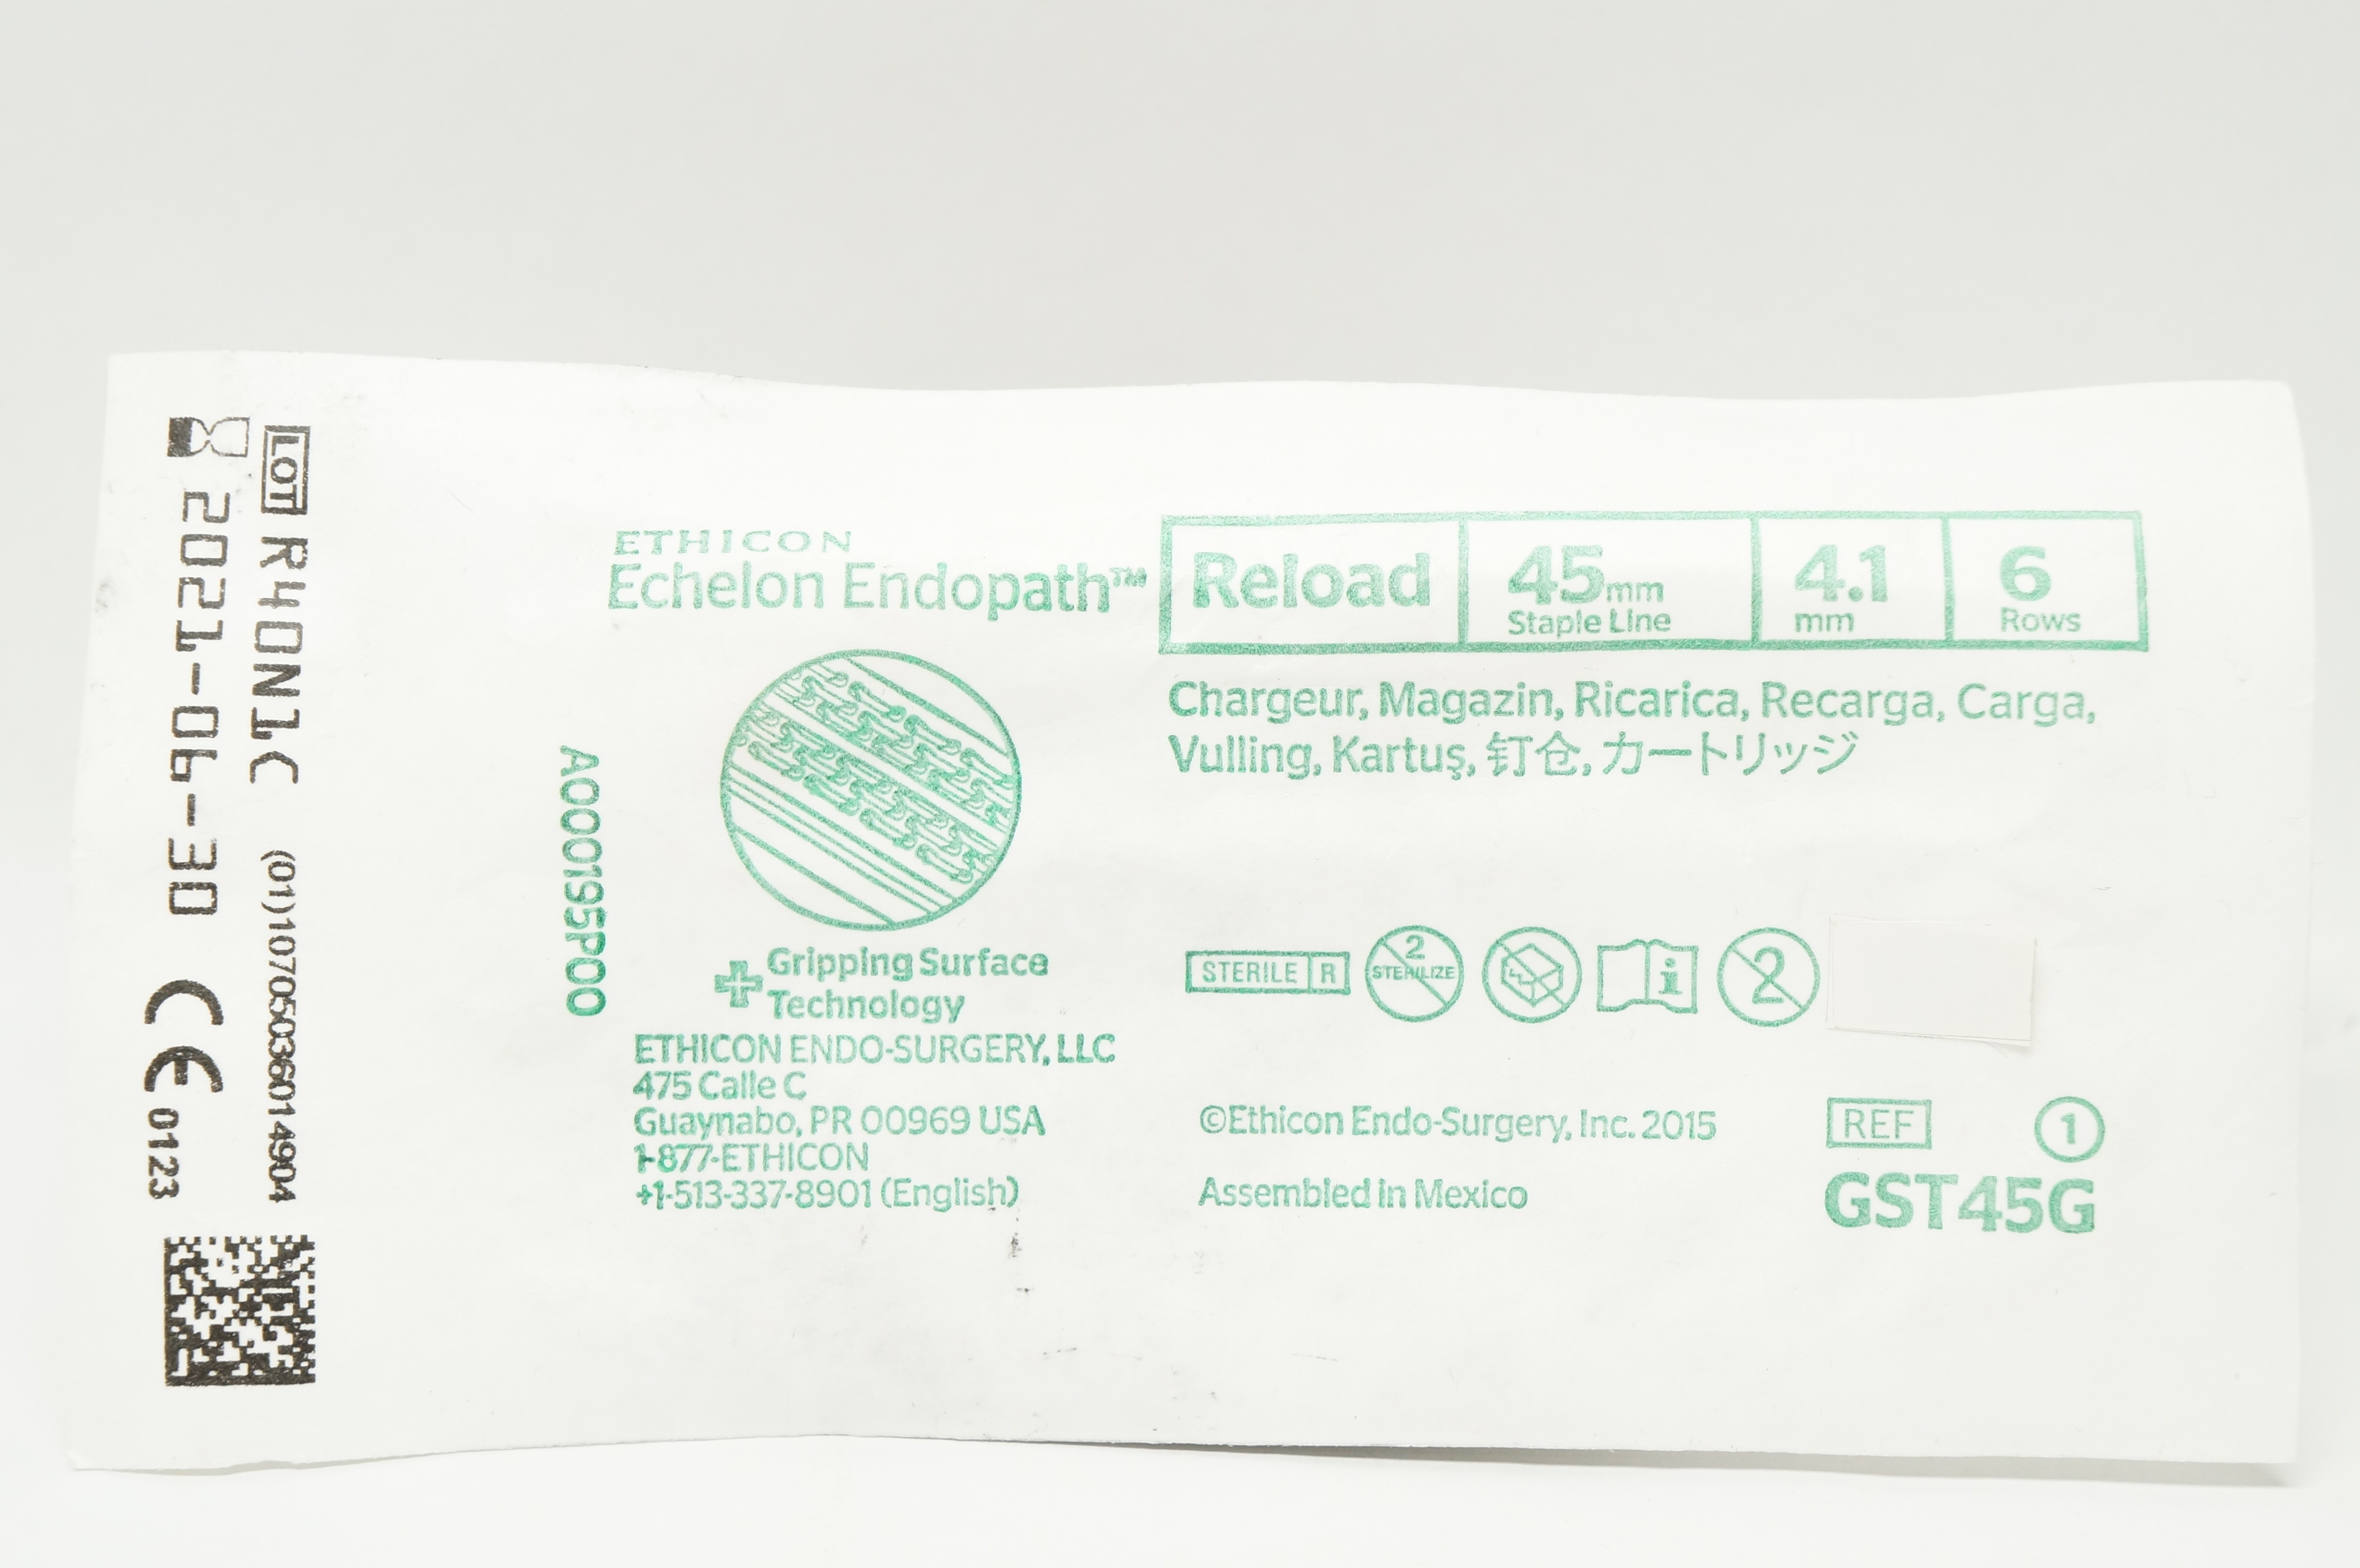 LOT R40N1C (01)10705036014904
2021-06-30 CE 0123
A000195P00
ETHICON
Echelon Endopath™
Reload
45mm
Staple Line
4.1
mm
6
Rows
Chargeur, Magazin, Ricarica, Recarga, Carga,
Vulling, Kartuş, 钉仓, カートリッジ
Gripping Surface
Technology
ETHICON ENDO-SURGERY, LLC
475 Calle C
Guaynabo, PR 00969 USA
1-877-ETHICON
+1-513-337-8901 (English)
STERILE R
2
STERILIZE
2
©Ethicon Endo-Surgery, Inc. 2015
Assembled in Mexico
REF
1
GST45G